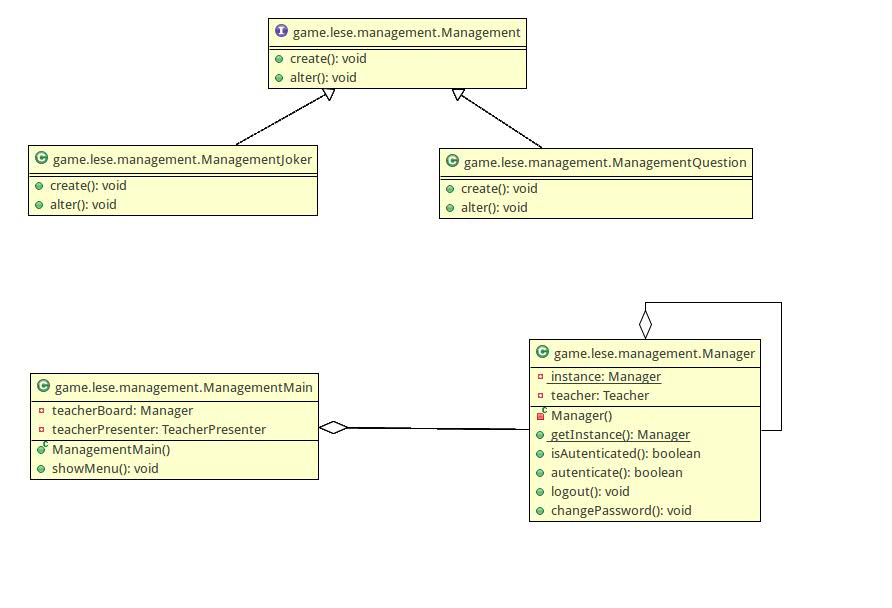 game.lese.management.Management
create(): void
alter(): void
game.lese.management.ManagementJoker
create(): void
alter(): void
game.lese.management.ManagementQuestion
create(): void
alter(): void
game.lese.management.ManagementMain
teacherBoard: Manager
teacherPresenter: TeacherPresenter
ManagementMain()
showMenu(): void
game.lese.management.Manager
instance: Manager
teacher: Teacher
Manager()
getInstance(): Manager
isAutenticated(): boolean
autenticate(): boolean
logout(): void
changePassword(): void